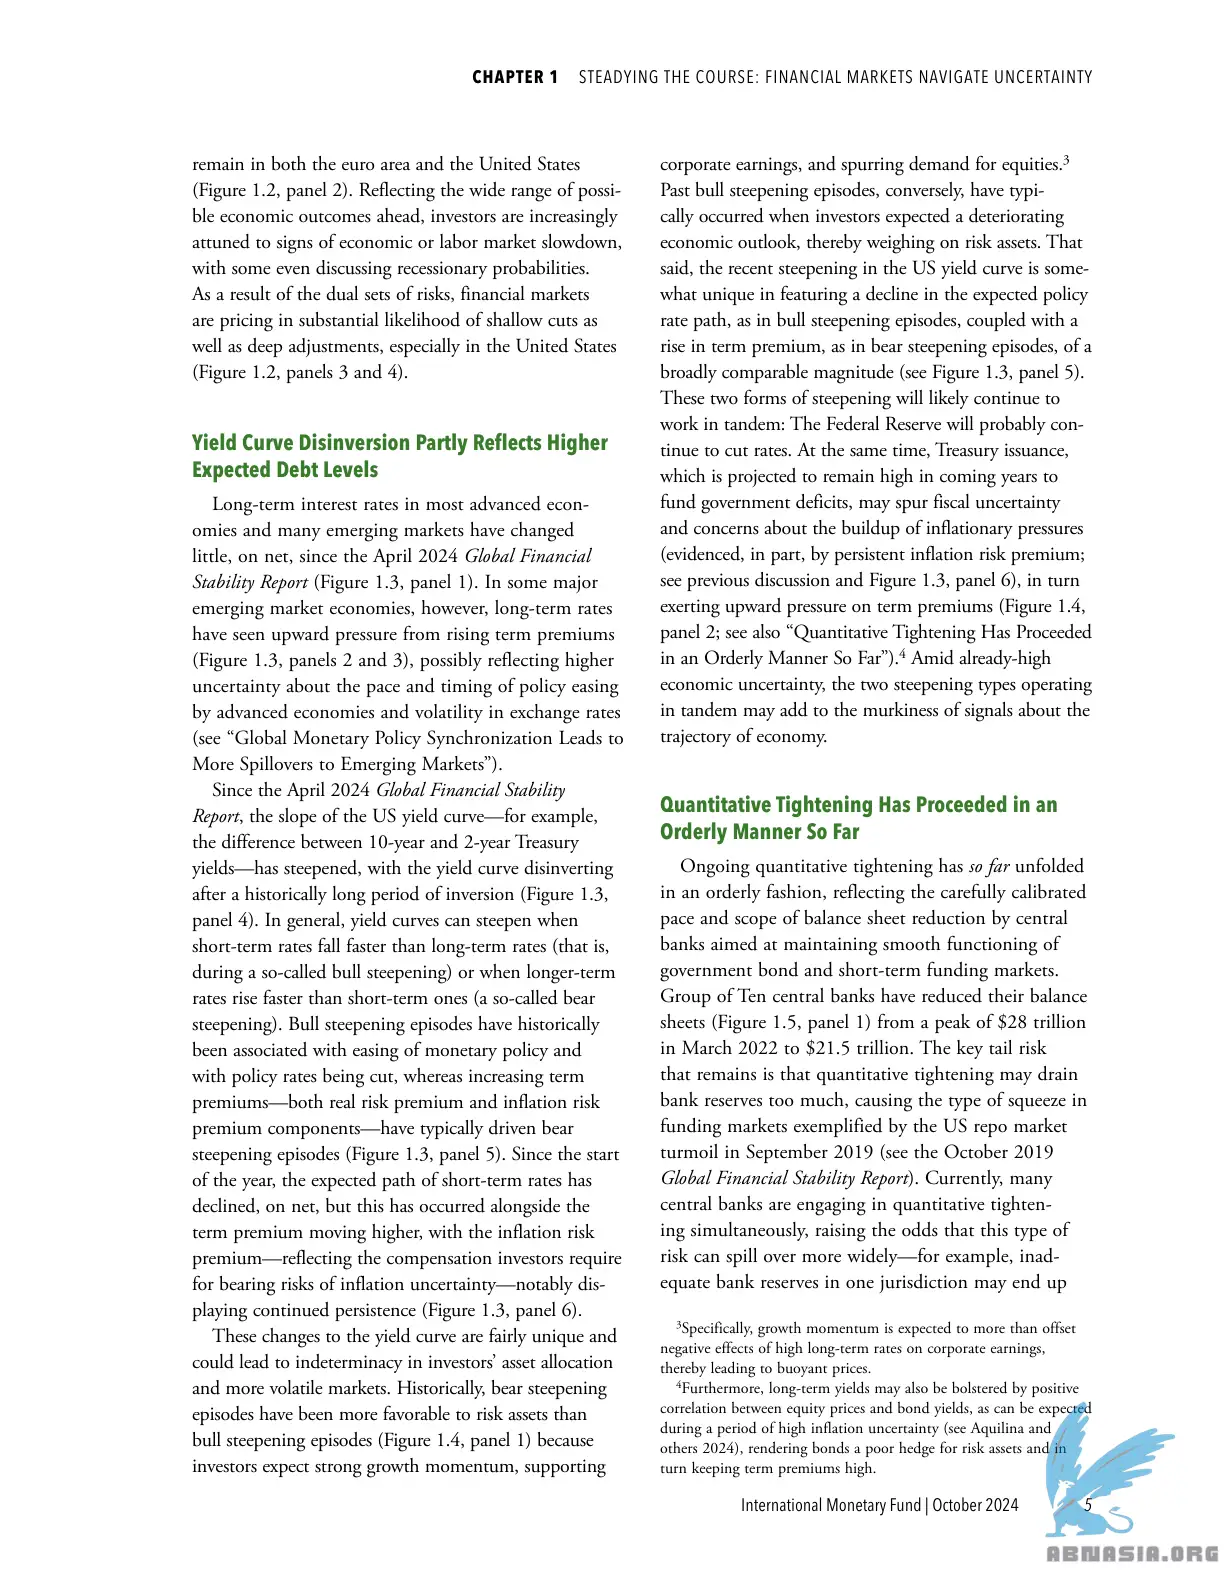 CHAPTER 1 STEADYING THE COURSE: FINANCIAL MARKETS NAVIGATE UNCERTAINTY
remain in both the euro area and the United States
(Figure 1.2, panel 2). Reflecting the wide range of possi-
ble economic outcomes ahead, investors are increasingly
attuned to signs of economic or labor market slowdown,
with some even discussing recessionary probabilities.
As a result of the dual sets of risks, financial markets
are pricing in substantial likelihood of shallow cuts as
well as deep adjustments, especially in the United States
(Figure 1.2, panels 3 and 4).
Yield Curve Disinversion Partly Reflects Higher
Expected Debt Levels
Long-term interest rates in most advanced econ-
omies and many emerging markets have changed
little, on net, since the April 2024 Global Financial
Stability Report (Figure 1.3, panel 1). In some major
emerging market economies, however, long-term rates
have seen upward pressure from rising term premiums
(Figure 1.3, panels 2 and 3), possibly reflecting higher
uncertainty about the pace and timing of policy easing
by advanced economies and volatility in exchange rates
(see “Global Monetary Policy Synchronization Leads to
More Spillovers to Emerging Markets”).
Since the April 2024 Global Financial Stability
Report, the slope of the US yield curve—for example,
the difference between 10-year and 2-year Treasury
yields—has steepened, with the yield curve disinverting
after a historically long period of inversion (Figure 1.3,
panel 4). In general, yield curves can steepen when
short-term rates fall faster than long-term rates (that is,
during a so-called bull steepening) or when longer-term
rates rise faster than short-term ones (a so-called bear
steepening). Bull steepening episodes have historically
been associated with easing of monetary policy and
with policy rates being cut, whereas increasing term
premiums—both real risk premium and inflation risk
premium components—have typically driven bear
steepening episodes (Figure 1.3, panel 5). Since the start
of the year, the expected path of short-term rates has
declined, on net, but this has occurred alongside the
term premium moving higher, with the inflation risk
premium—reflecting the compensation investors require
for bearing risks of inflation uncertainty—notably dis-
playing continued persistence (Figure 1.3, panel 6).
These changes to the yield curve are fairly unique and
could lead to indeterminacy in investors’ asset allocation
and more volatile markets. Historically, bear steepening
episodes have been more favorable to risk assets than
bull steepening episodes (Figure 1.4, panel 1) because
investors expect strong growth momentum, supporting
corporate earnings, and spurring demand for equities.3
Past bull steepening episodes, conversely, have typi-
cally occurred when investors expected a deteriorating
economic outlook, thereby weighing on risk assets. That
said, the recent steepening in the US yield curve is some-
what unique in featuring a decline in the expected policy
rate path, as in bull steepening episodes, coupled with a
rise in term premium, as in bear steepening episodes, of a
broadly comparable magnitude (see Figure 1.3, panel 5).
These two forms of steepening will likely continue to
work in tandem: The Federal Reserve will probably con-
tinue to cut rates. At the same time, Treasury issuance,
which is projected to remain high in coming years to
fund government deficits, may spur fiscal uncertainty
and concerns about the buildup of inflationary pressures
(evidenced, in part, by persistent inflation risk premium;
see previous discussion and Figure 1.3, panel 6), in turn
exerting upward pressure on term premiums (Figure 1.4,
panel 2; see also “Quantitative Tightening Has Proceeded
in an Orderly Manner So Far”).4 Amid already-high
economic uncertainty, the two steepening types operating
in tandem may add to the murkiness of signals about the
trajectory of economy.
Quantitative Tightening Has Proceeded in an
Orderly Manner So Far
Ongoing quantitative tightening has so far unfolded
in an orderly fashion, reflecting the carefully calibrated
pace and scope of balance sheet reduction by central
banks aimed at maintaining smooth functioning of
government bond and short-term funding markets.
Group of Ten central banks have reduced their balance
sheets (Figure 1.5, panel 1) from a peak of $28 trillion
in March 2022 to $21.5 trillion. The key tail risk
that remains is that quantitative tightening may drain
bank reserves too much, causing the type of squeeze in
funding markets exemplified by the US repo market
turmoil in September 2019 (see the October 2019
Global Financial Stability Report). Currently, many
central banks are engaging in quantitative tighten-
ing simultaneously, raising the odds that this type of
risk can spill over more widely—for example, inad-
equate bank reserves in one jurisdiction may end up
3Specifically, growth momentum is expected to more than offset
negative effects of high long-term rates on corporate earnings,
thereby leading to buoyant prices.
4Furthermore, long-term yields may also be bolstered by positive
correlation between equity prices and bond yields, as can be expected
during a period of high inflation uncertainty (see Aquilina and
others 2024), rendering bonds a poor hedge for risk assets and in
turn keeping term premiums high.
International Monetary Fund | October 2024 5
ABNASIA.ORG